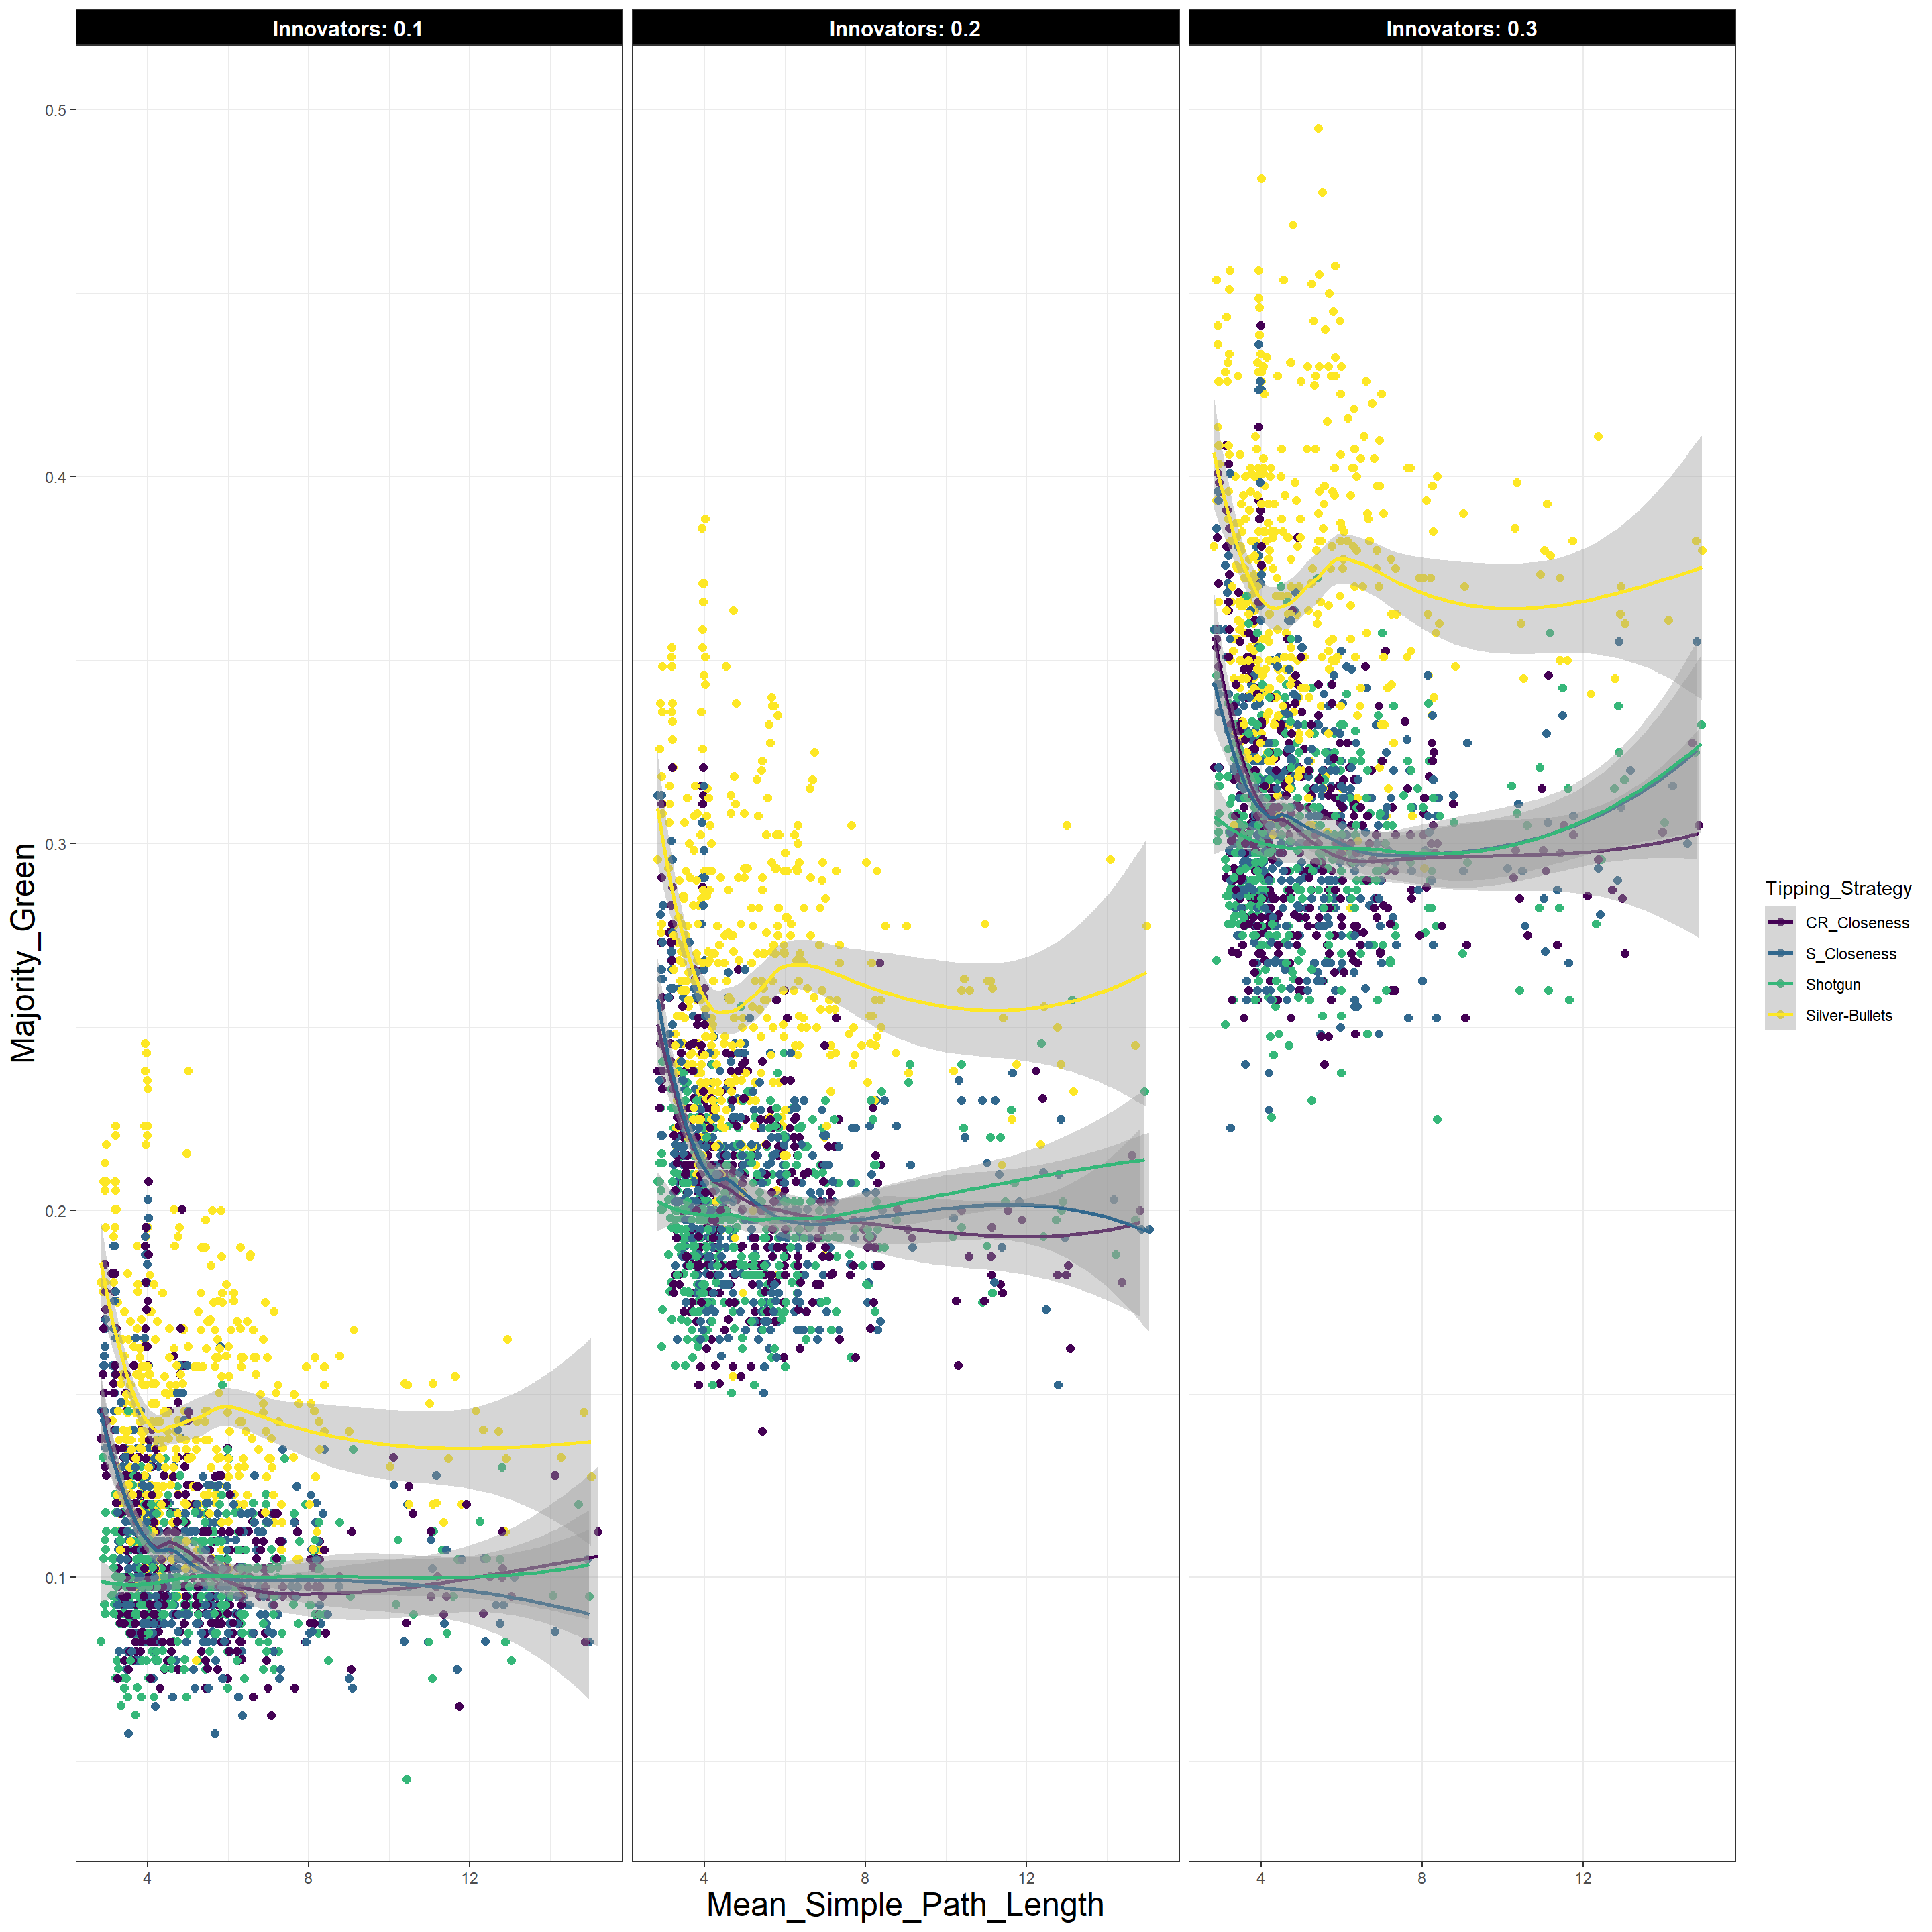 Innovators: 0.1
Innovators: 0.2
Innovators: 0.3
0.5
0.4
0.3
0.2
0.1
Majority_Green
4
8
12
4
8
12
4
8
12
Mean_Simple_Path_Length
Tipping_Strategy
CR_Closeness
S_Closeness
Shotgun
Silver-Bullets